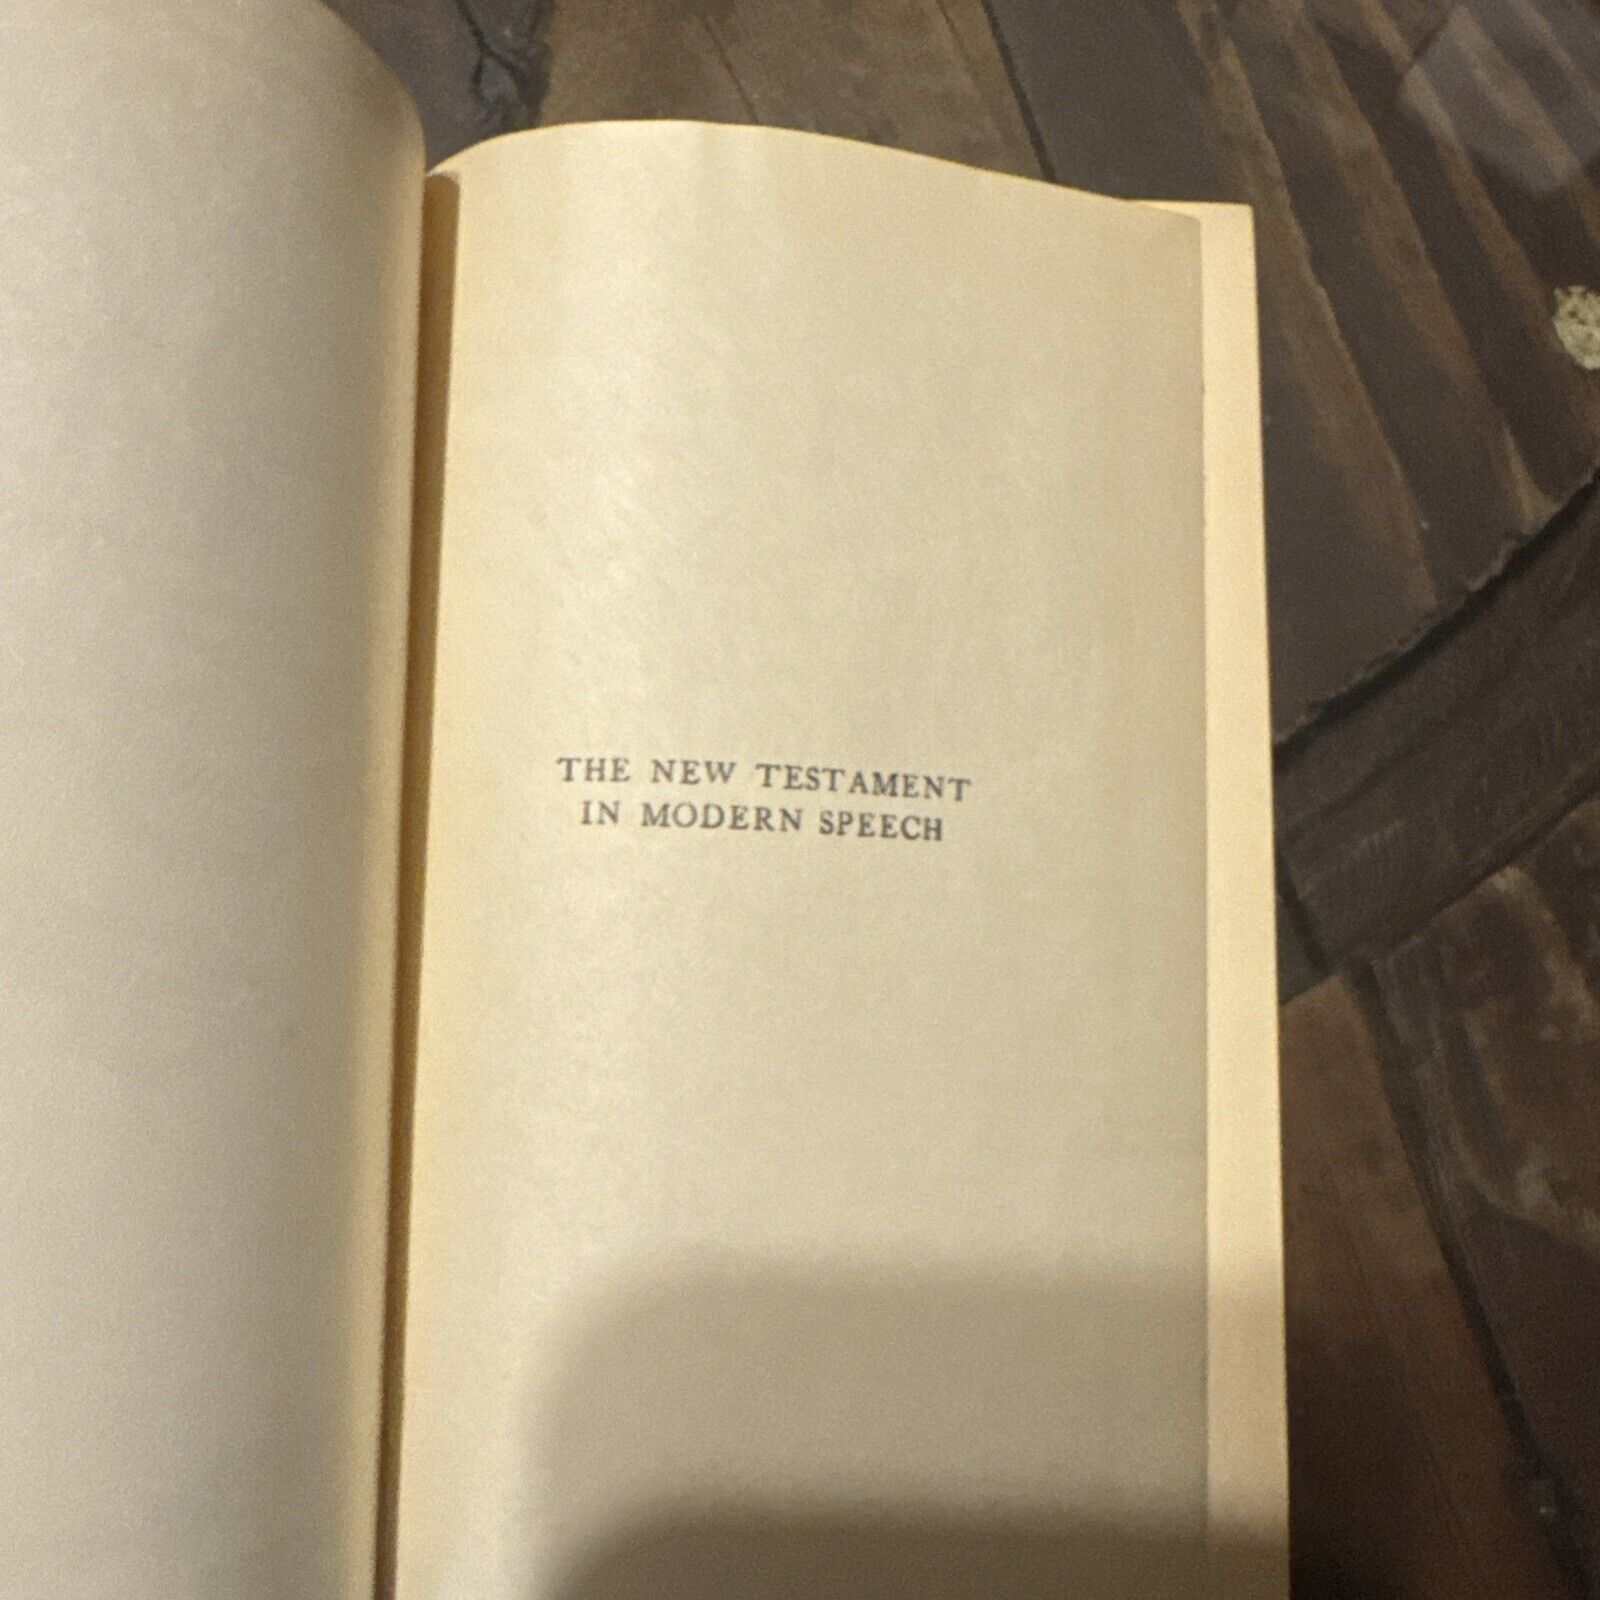 THE NEW TESTAMENT
IN MODERN SPEECH